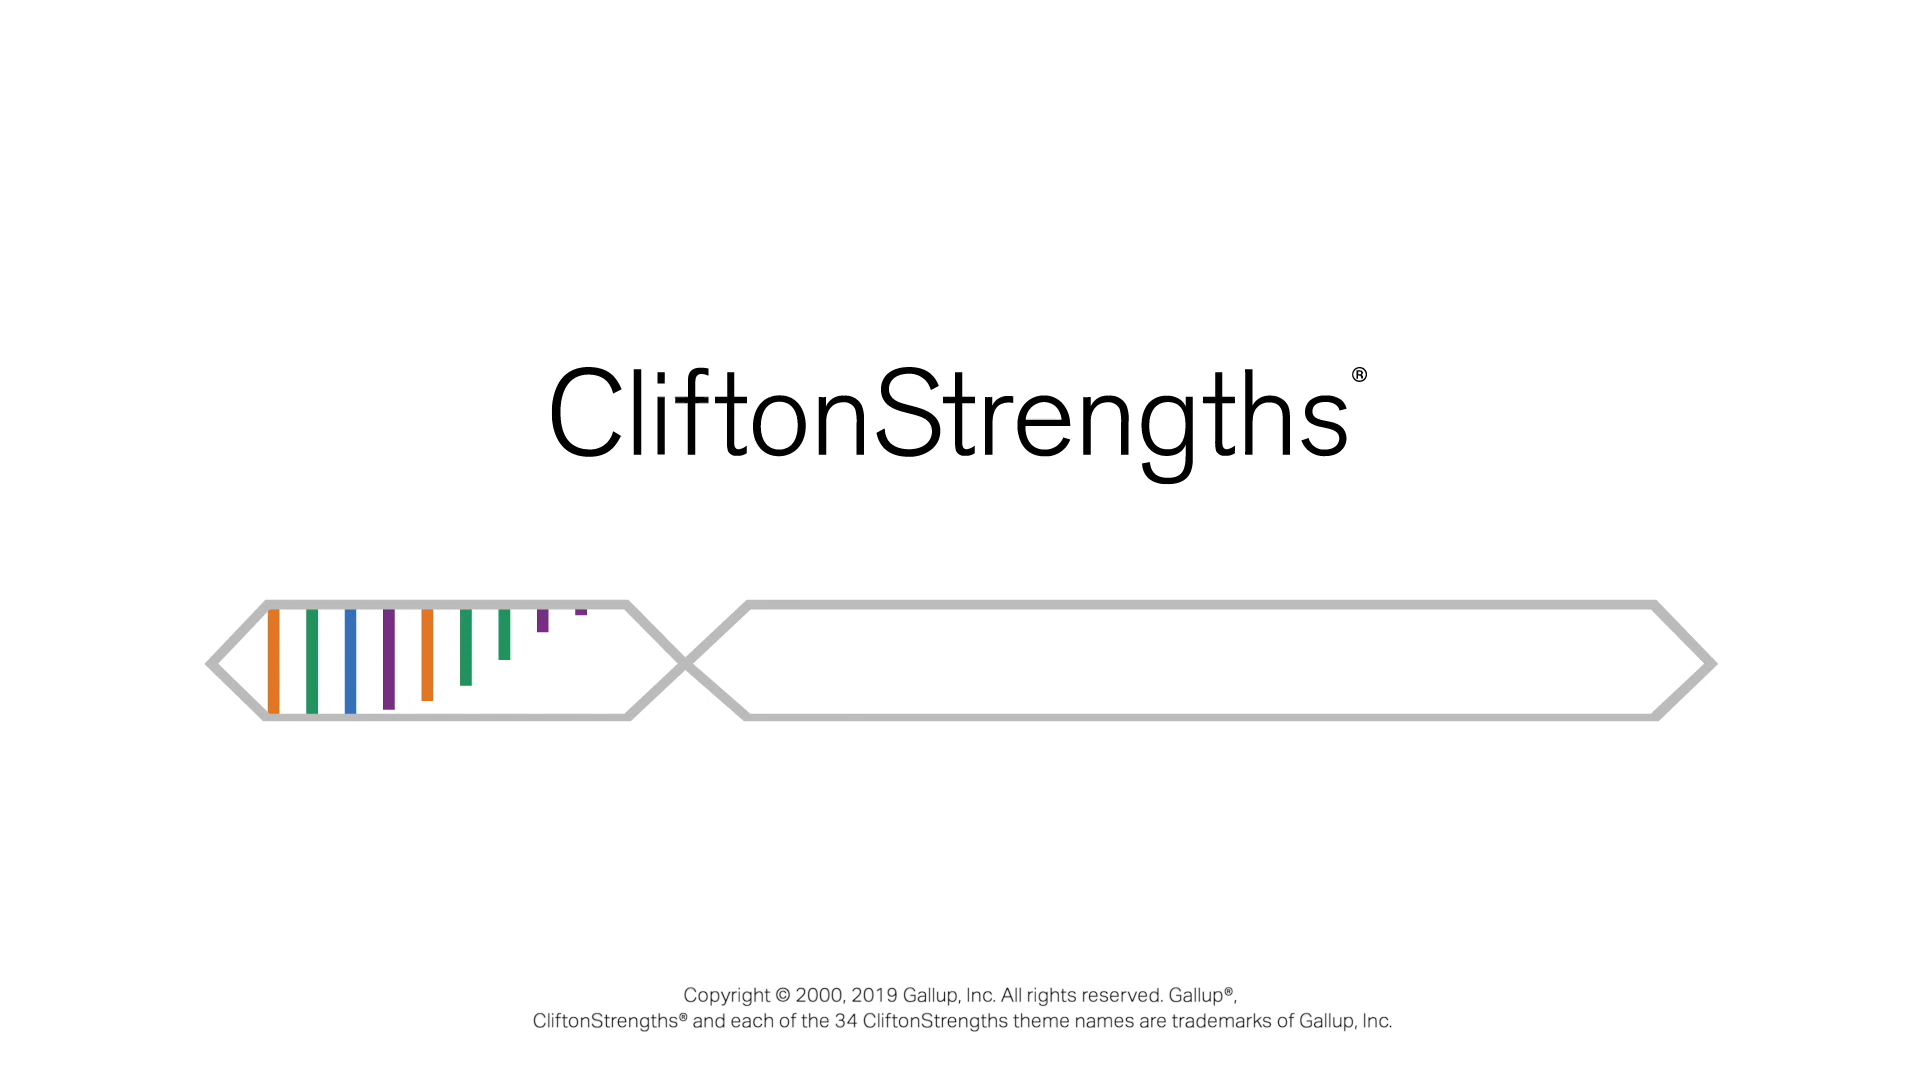 CliftonStrengths®
Copyright © 2000, 2019 Gallup, Inc. All rights reserved. Gallup®,
CliftonStrengths® and each of the 34 CliftonStrengths theme names are trademarks of Gallup, Inc.